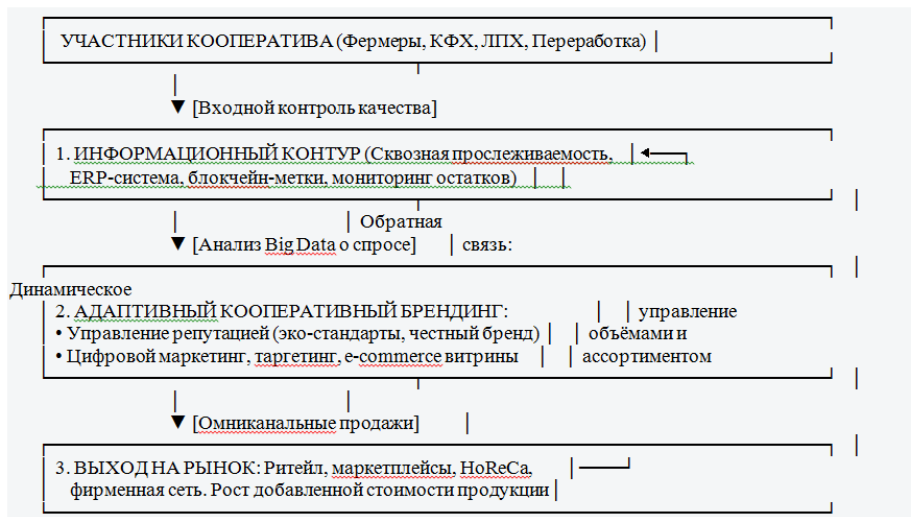 УЧАСТНИКИ КООПЕРАТИВА (Фермеры, КФХ, ЛПХ, Переработка)
▼ [Входной контроль качества]
1. ИНФОРМАЦИОННЫЙ КОНТУР (Сквозная прослеживаемость,
ERP-система, блокчейн-метки, мониторинг остатков)
Обратная
▼ [Анализ Big Data о спросе] связь:
Динамическое
2. АДАПТИВНЫЙ КООПЕРАТИВНЫЙ БРЕНДИНГ: управление
• Управление репутацией (эко-стандарты, честный бренд) объёмами и
• Цифровой маркетинг, таргетинг, e-commerce витрины ассортиментом
▼ [Омниканальные продажи]
3. ВЫХОД НА РЫНОК: Ритейл, маркетплейсы, HoReCa,
фирменная сеть. Рост добавленной стоимости продукции